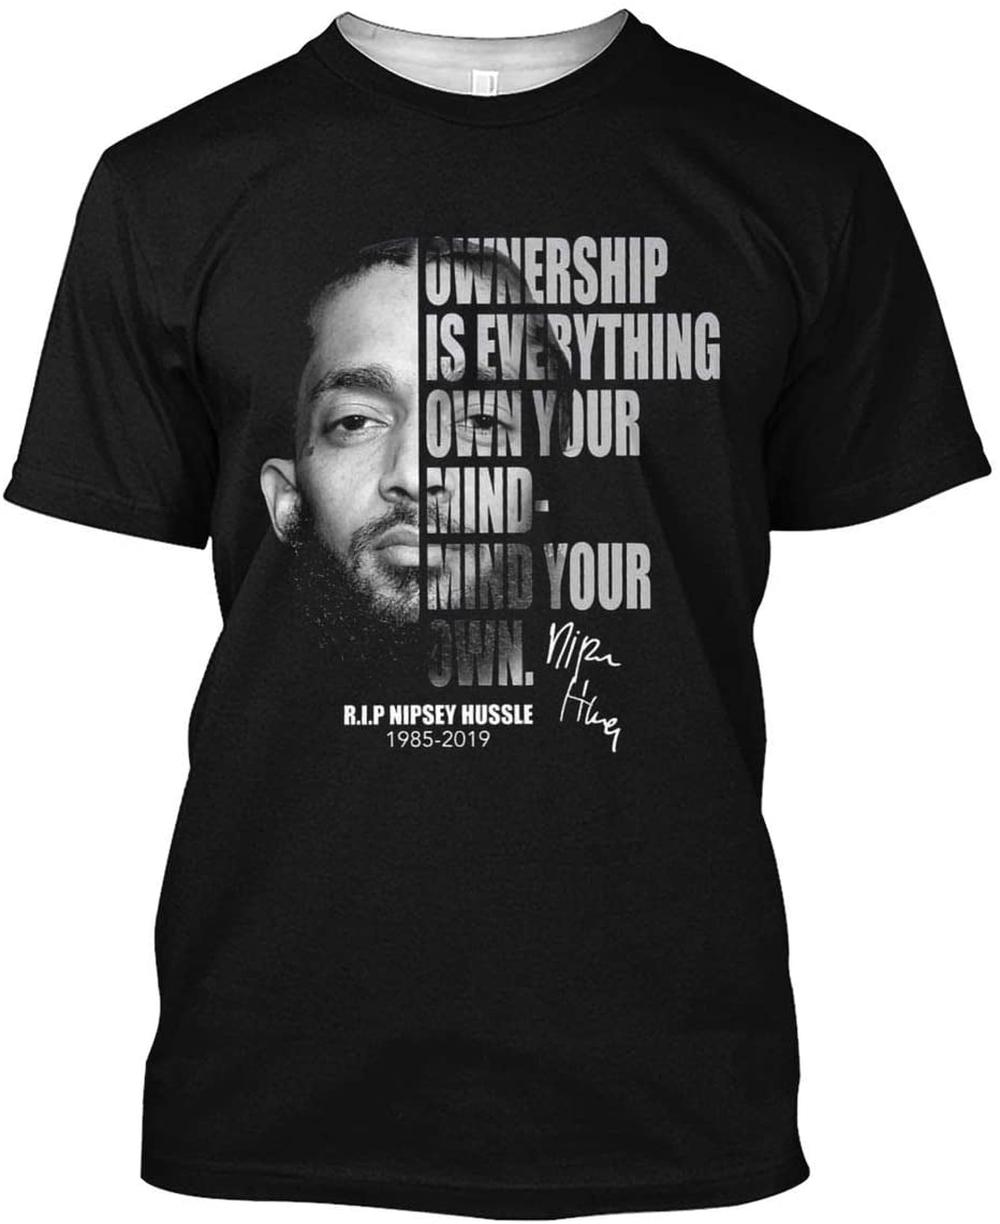 OWNERSHIP
IS EVERYTHING
OWN YOUR
MIND-
MIND YOUR
OWN.
R.I.P NIPSEY HUSSLE
1985-2019